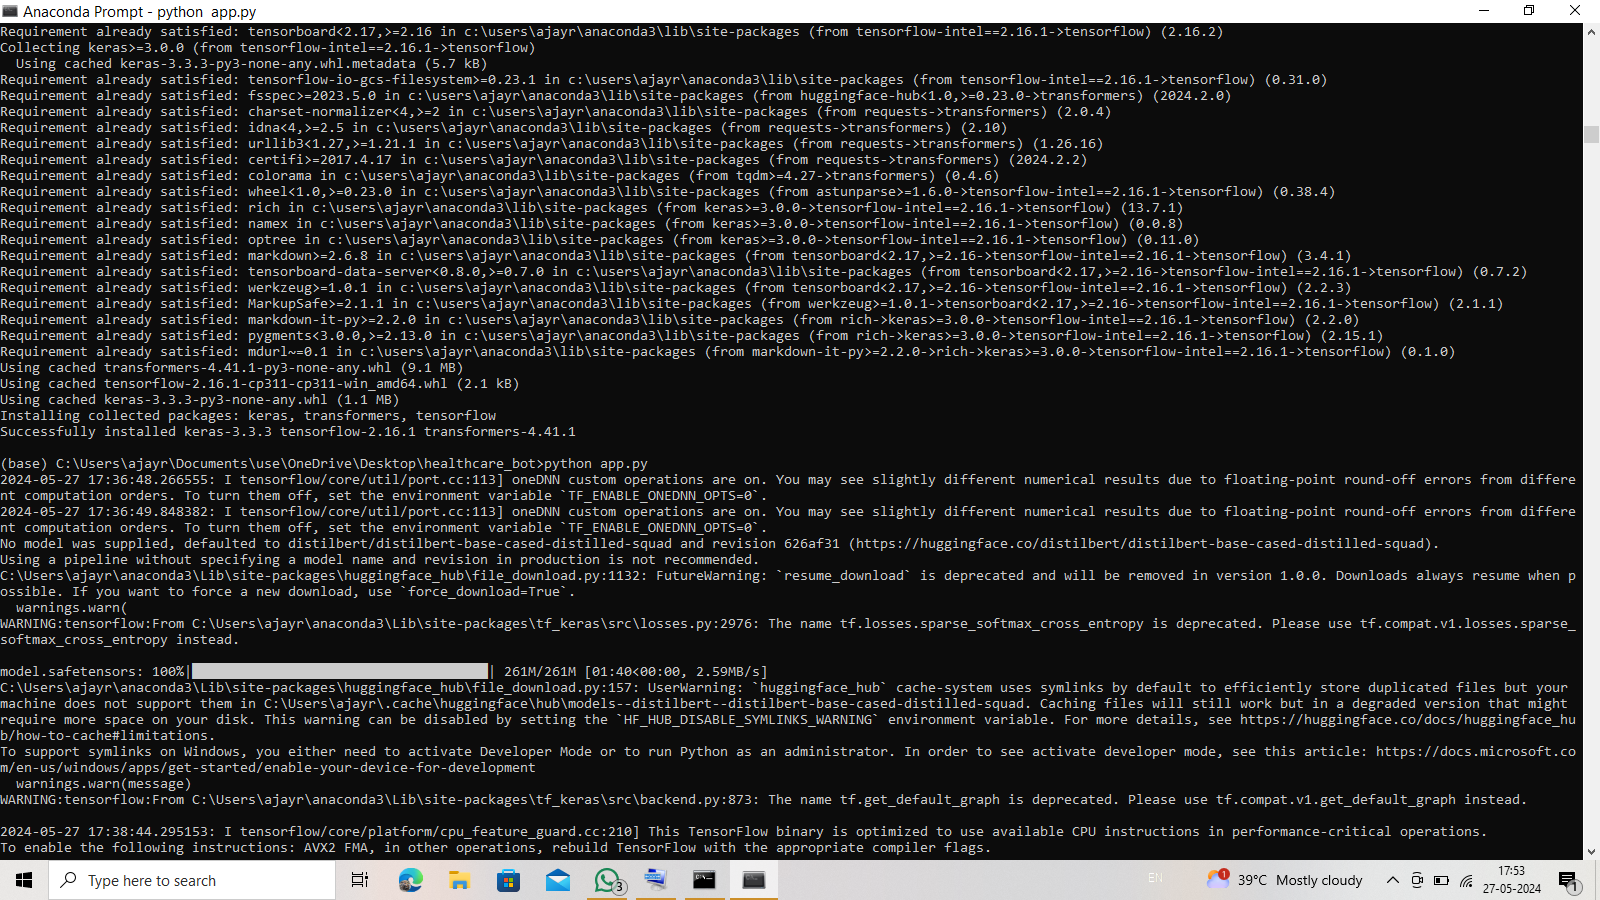 Anaconda Prompt - python  app.py
Requirement already satisfied: tensorboard<2.17,>=2.16 in c:\users\ajayr\anaconda3\lib\site-packages (from tensorflow-intel==2.16.1->tensorflow) (2.16.2)
Collecting keras>=3.0.0 (from tensorflow-intel==2.16.1->tensorflow)
  Using cached keras-3.3.3-py3-none-any.whl.metadata (5.7 kB)
Requirement already satisfied: tensorflow-io-gcs-filesystem>=0.23.1 in c:\users\ajayr\anaconda3\lib\site-packages (from tensorflow-intel==2.16.1->tensorflow) (0.31.0)
Requirement already satisfied: fsspec>=2023.5.0 in c:\users\ajayr\anaconda3\lib\site-packages (from huggingface-hub<1.0,>=0.23.0->transformers) (2024.2.0)
Requirement already satisfied: charset-normalizer<4,>=2 in c:\users\ajayr\anaconda3\lib\site-packages (from requests->transformers) (2.0.4)
Requirement already satisfied: idna<4,>=2.5 in c:\users\ajayr\anaconda3\lib\site-packages (from requests->transformers) (2.10)
Requirement already satisfied: urllib3<1.27,>=1.21.1 in c:\users\ajayr\anaconda3\lib\site-packages (from requests->transformers) (1.26.16)
Requirement already satisfied: certifi>=2017.4.17 in c:\users\ajayr\anaconda3\lib\site-packages (from requests->transformers) (2024.2.2)
Requirement already satisfied: colorama in c:\users\ajayr\anaconda3\lib\site-packages (from tqdm>=4.27->transformers) (0.4.6)
Requirement already satisfied: wheel<1.0,>=0.23.0 in c:\users\ajayr\anaconda3\lib\site-packages (from astunparse>=1.6.0->tensorflow-intel==2.16.1->tensorflow) (0.38.4)
Requirement already satisfied: rich in c:\users\ajayr\anaconda3\lib\site-packages (from keras>=3.0.0->tensorflow-intel==2.16.1->tensorflow) (13.7.1)
Requirement already satisfied: namex in c:\users\ajayr\anaconda3\lib\site-packages (from keras>=3.0.0->tensorflow-intel==2.16.1->tensorflow) (0.0.8)
Requirement already satisfied: optree in c:\users\ajayr\anaconda3\lib\site-packages (from keras>=3.0.0->tensorflow-intel==2.16.1->tensorflow) (0.11.0)
Requirement already satisfied: markdown>=2.6.8 in c:\users\ajayr\anaconda3\lib\site-packages (from tensorboard<2.17,>=2.16->tensorflow-intel==2.16.1->tensorflow) (3.4.1)
Requirement already satisfied: tensorboard-data-server<0.8.0,>=0.7.0 in c:\users\ajayr\anaconda3\lib\site-packages (from tensorboard<2.17,>=2.16->tensorflow-intel==2.16.1->tensorflow) (0.7.2)
Requirement already satisfied: werkzeug>=1.0.1 in c:\users\ajayr\anaconda3\lib\site-packages (from tensorboard<2.17,>=2.16->tensorflow-intel==2.16.1->tensorflow) (2.2.3)
Requirement already satisfied: MarkupSafe>=2.1.1 in c:\users\ajayr\anaconda3\lib\site-packages (from werkzeug>=1.0.1->tensorboard<2.17,>=2.16->tensorflow-intel==2.16.1->tensorflow) (2.1.1)
Requirement already satisfied: markdown-it-py>=2.2.0 in c:\users\ajayr\anaconda3\lib\site-packages (from rich->keras>=3.0.0->tensorflow-intel==2.16.1->tensorflow) (2.2.0)
Requirement already satisfied: pygments<3.0.0,>=2.13.0 in c:\users\ajayr\anaconda3\lib\site-packages (from rich->keras>=3.0.0->tensorflow-intel==2.16.1->tensorflow) (2.15.1)
Requirement already satisfied: mdurl~=0.1 in c:\users\ajayr\anaconda3\lib\site-packages (from markdown-it-py>=2.2.0->rich->keras>=3.0.0->tensorflow-intel==2.16.1->tensorflow) (0.1.0)
Using cached transformers-4.41.1-py3-none-any.whl (9.1 MB)
Using cached tensorflow-2.16.1-cp311-cp311-win_amd64.whl (2.1 kB)
Using cached keras-3.3.3-py3-none-any.whl (1.1 MB)
Installing collected packages: keras, transformers, tensorflow
Successfully installed keras-3.3.3 tensorflow-2.16.1 transformers-4.41.1
(base) C:\Users\ajayr\Documents\use\OneDrive\Desktop\healthcare_bot>python app.py
2024-05-27 17:36:48.266555: I tensorflow/core/util/port.cc:113] oneDNN custom operations are on. You may see slightly different numerical results due to floating-point round-off errors from differe
nt computation orders. To turn them off, set the environment variable `TF_ENABLE_ONEDNN_OPTS=0`.
2024-05-27 17:36:49.848382: I tensorflow/core/util/port.cc:113] oneDNN custom operations are on. You may see slightly different numerical results due to floating-point round-off errors from differe
nt computation orders. To turn them off, set the environment variable `TF_ENABLE_ONEDNN_OPTS=0`.
No model was supplied, defaulted to distilbert/distilbert-base-cased-distilled-squad and revision 626af31 (https://huggingface.co/distilbert/distilbert-base-cased-distilled-squad).
Using a pipeline without specifying a model name and revision in production is not recommended.
C:\Users\ajayr\anaconda3\Lib\site-packages\huggingface_hub\file_download.py:1132: FutureWarning: `resume_download` is deprecated and will be removed in version 1.0.0. Downloads always resume when p
ossible. If you want to force a new download, use `force_download=True`.
  warnings.warn(
WARNING:tensorflow:From C:\Users\ajayr\anaconda3\Lib\site-packages\tf_keras\src\losses.py:2976: The name tf.losses.sparse_softmax_cross_entropy is deprecated. Please use tf.compat.v1.losses.sparse_
softmax_cross_entropy instead.
model.safetensors: 100%| | 261M/261M [01:40<00:00, 2.59MB/s]
C:\Users\ajayr\anaconda3\Lib\site-packages\huggingface_hub\file_download.py:157: UserWarning: `huggingface_hub` cache-system uses symlinks by default to efficiently store duplicated files but your
machine does not support them in C:\Users\ajayr\.cache\huggingface\hub\models--distilbert--distilbert-base-cased-distilled-squad. Caching files will still work but in a degraded version that might
require more space on your disk. This warning can be disabled by setting the `HF_HUB_DISABLE_SYMLINKS_WARNING` environment variable. For more details, see https://huggingface.co/docs/huggingface_hu
b/how-to-cache#limitations.
To support symlinks on Windows, you either need to activate Developer Mode or to run Python as an administrator. In order to see activate developer mode, see this article: https://docs.microsoft.co
m/en-us/windows/apps/get-started/enable-your-device-for-development
  warnings.warn(message)
WARNING:tensorflow:From C:\Users\ajayr\anaconda3\Lib\site-packages\tf_keras\src\backend.py:873: The name tf.get_default_graph is deprecated. Please use tf.compat.v1.get_default_graph instead.
2024-05-27 17:38:44.295153: I tensorflow/core/platform/cpu_feature_guard.cc:210] This TensorFlow binary is optimized to use available CPU instructions in performance-critical operations.
To enable the following instructions: AVX2 FMA, in other operations, rebuild TensorFlow with the appropriate compiler flags.
Type here to search
3
EN
1
39°C Mostly cloudy
17:53
27-05-2024
1